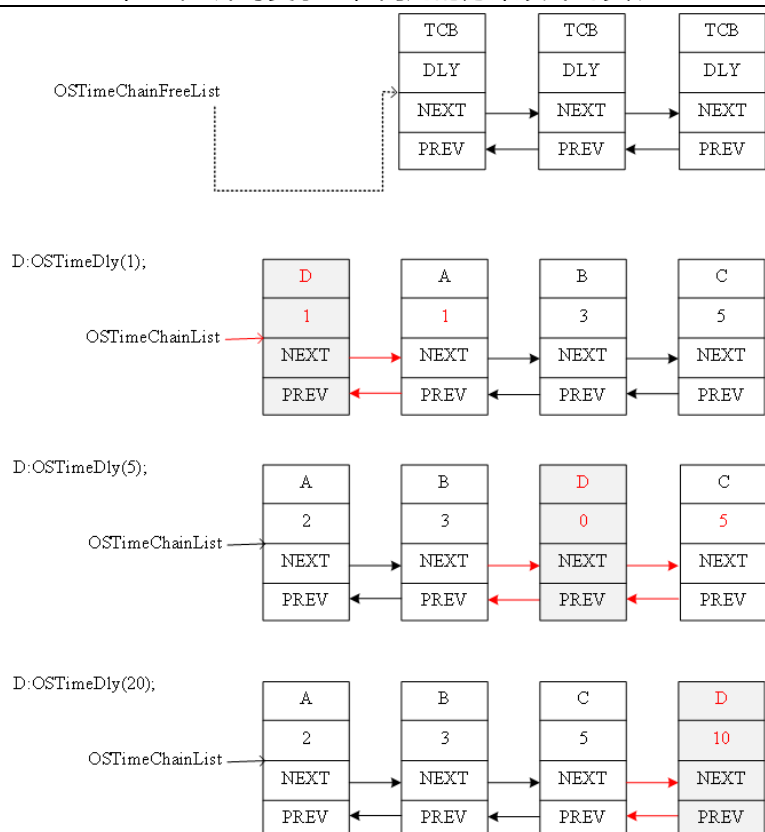 TCB TCB TCB
DLY DLY DLY
OSTimeChainFreeList
NEXT NEXT NEXT
PREV PREV PREV
D:OSTimeDly(1);
D A B C
1 1 3 5
OSTimeChainList
NEXT NEXT NEXT NEXT
PREV PREV PREV PREV
D:OSTimeDly(5);
A B D C
2 3 0 5
OSTimeChainList
NEXT NEXT NEXT NEXT
PREV PREV PREV PREV
D:OSTimeDly(20);
A B C D
2 3 5 10
OSTimeChainList
NEXT NEXT NEXT NEXT
PREV PREV PREV PREV